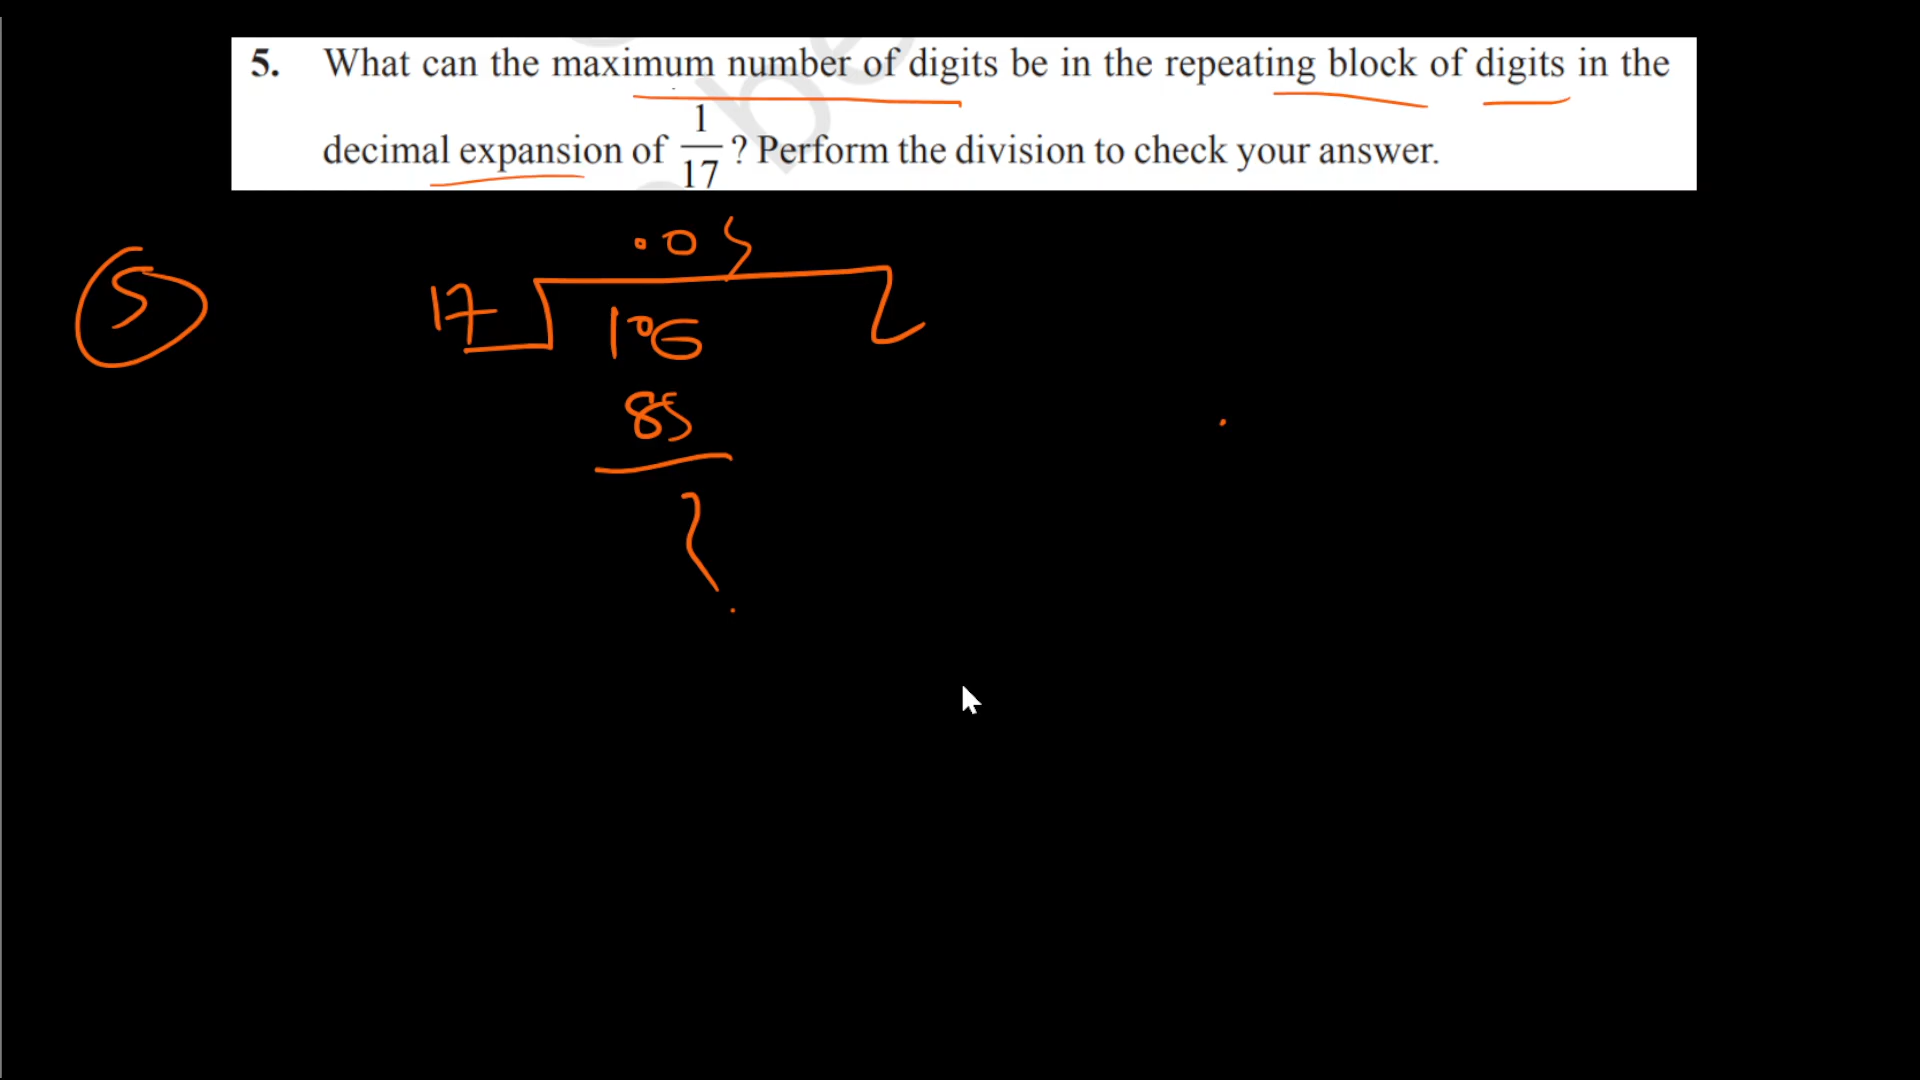 5. What can the maximum number of digits be in the repeating block of digits in the
decimal expansion of 1/17? Perform the division to check your answer.
5
.05
17
100
85